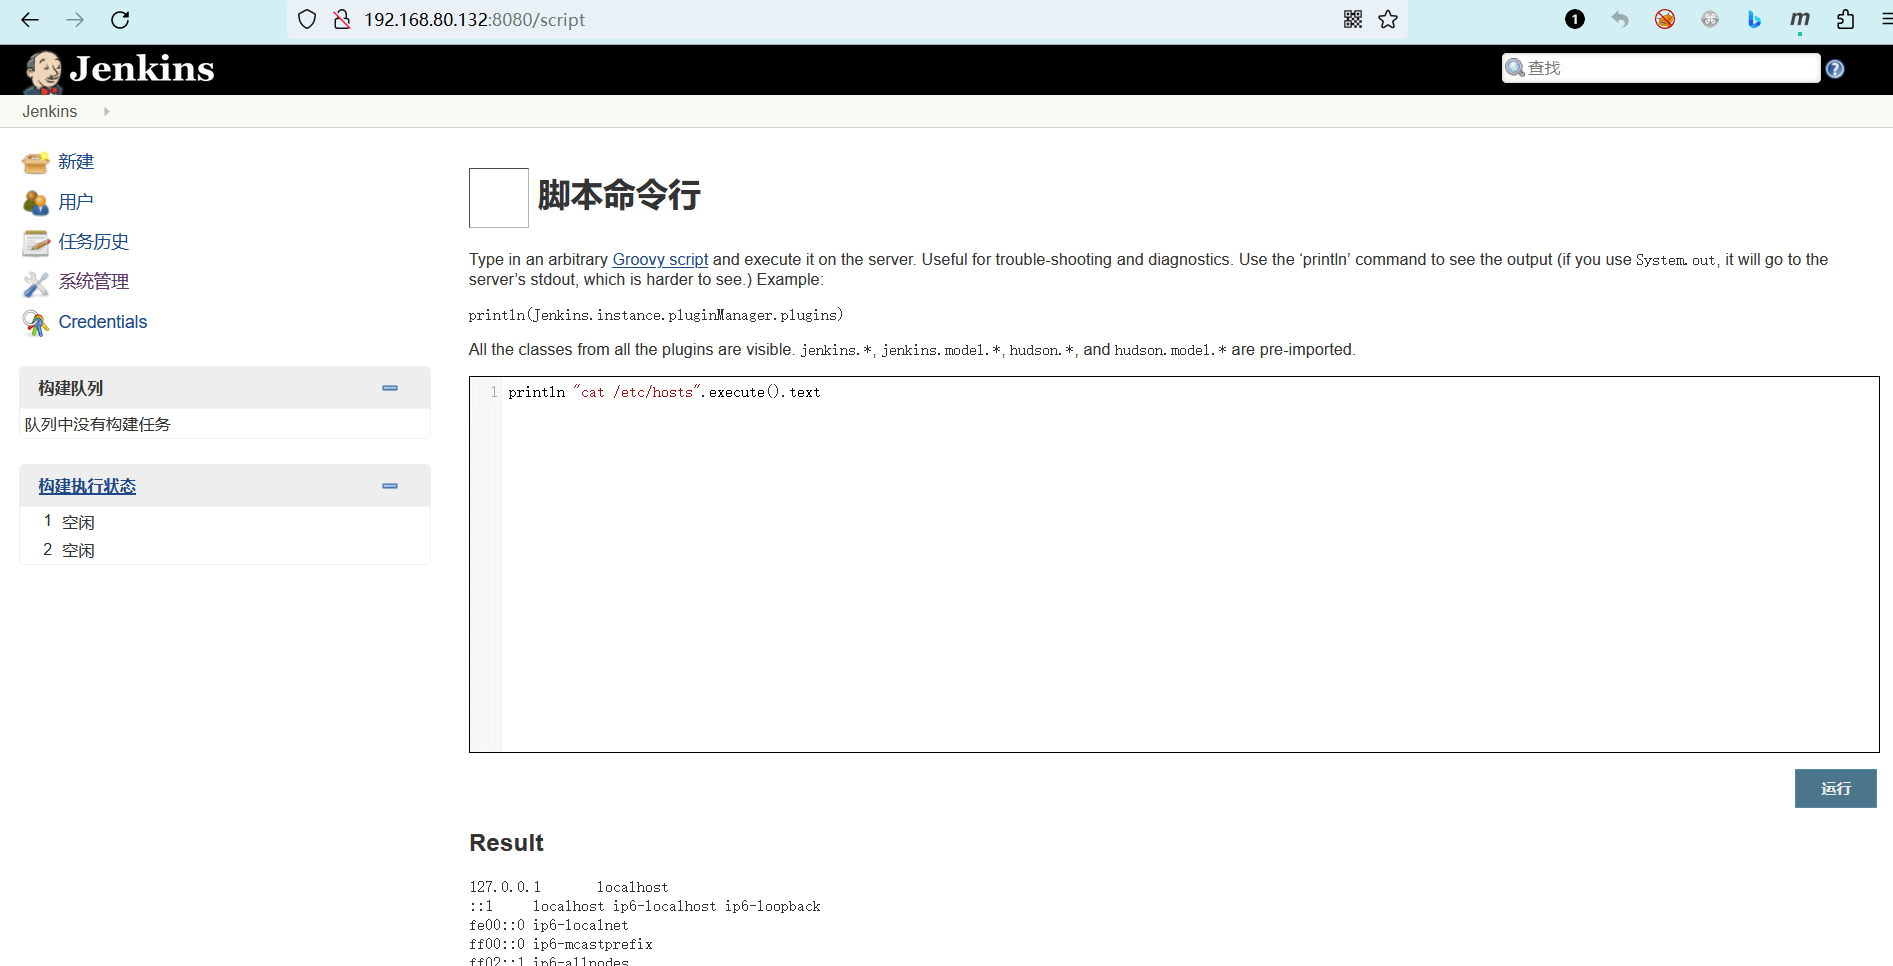 192.168.80.132:8080/script
1
m
Jenkins
查找
?
Jenkins
新建
用户
任务历史
系统管理
Credentials
构建队列
队列中没有构建任务
构建执行状态
1 空闲
2 空闲
脚本命令行
Type in an arbitrary Groovy script and execute it on the server. Useful for trouble-shooting and diagnostics. Use the ‘println’ command to see the output (if you use System.out, it will go to the
server’s stdout, which is harder to see.) Example:
println(Jenkins.instance.pluginManager.plugins)
All the classes from all the plugins are visible. jenkins.*, jenkins.model.*, hudson.*, and hudson.model.* are pre-imported.
1 println "cat /etc/hosts".execute().text
运行
Result
127.0.0.1 localhost
::1 localhost ip6-localhost ip6-loopback
fe00::0 ip6-localnet
ff00::0 ip6-mcastprefix
ff02::1 ip6-allnodes